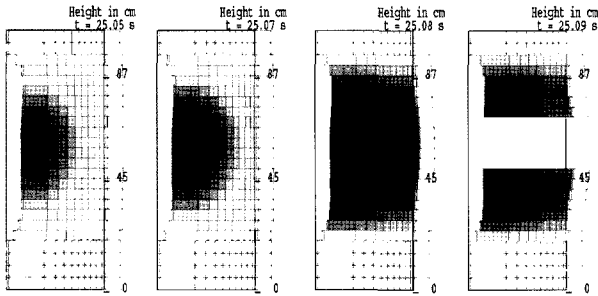 Height in cm
t = 25.05 s
87
45
0
Height in cm
t = 25.07 s
87
45
0
Height in cm
t = 25.08 s
87
45
0
Height in cm
t = 25.09 s
87
45
0